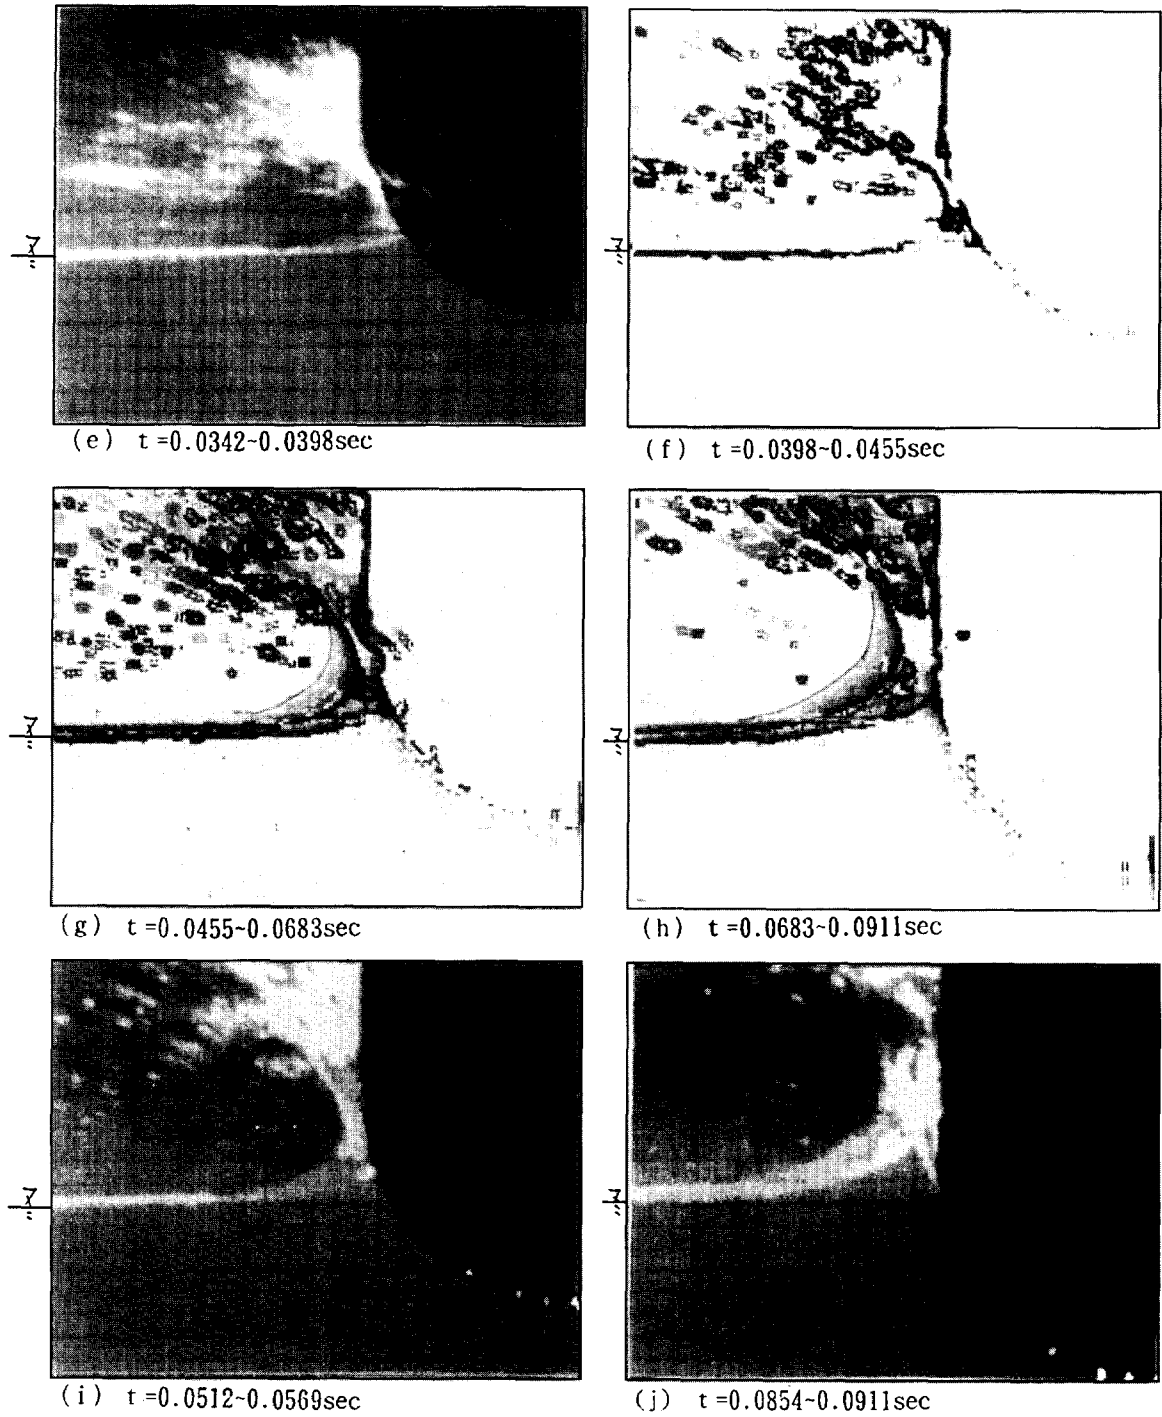 (e) t=0.0342~0.0398sec
(f) t=0.0398~0.0455sec
(g) t=0.0455~0.0683sec
(h) t=0.0683~0.0911sec
(i) t=0.0512~0.0569sec
(j) t=0.0854~0.0911sec